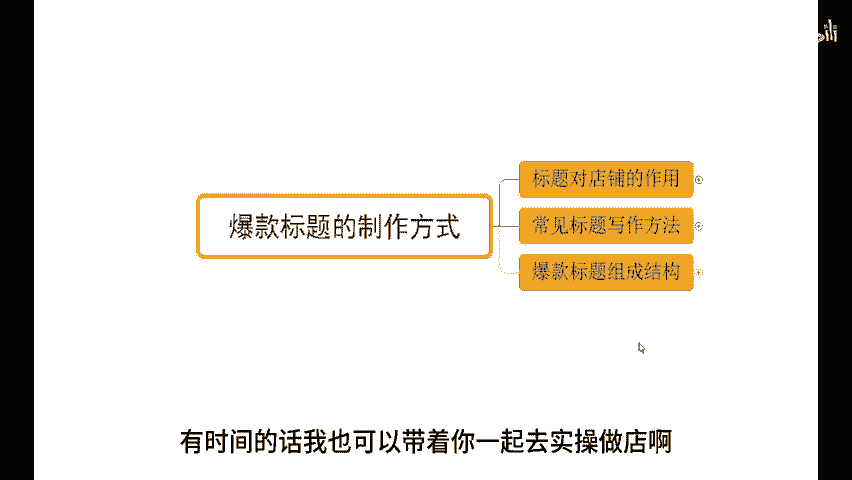 爆款标题的制作方式
标题对店铺的作用
常见标题写作方法
爆款标题组成结构
有时间的话我也可以带着你一起去实操做店啊